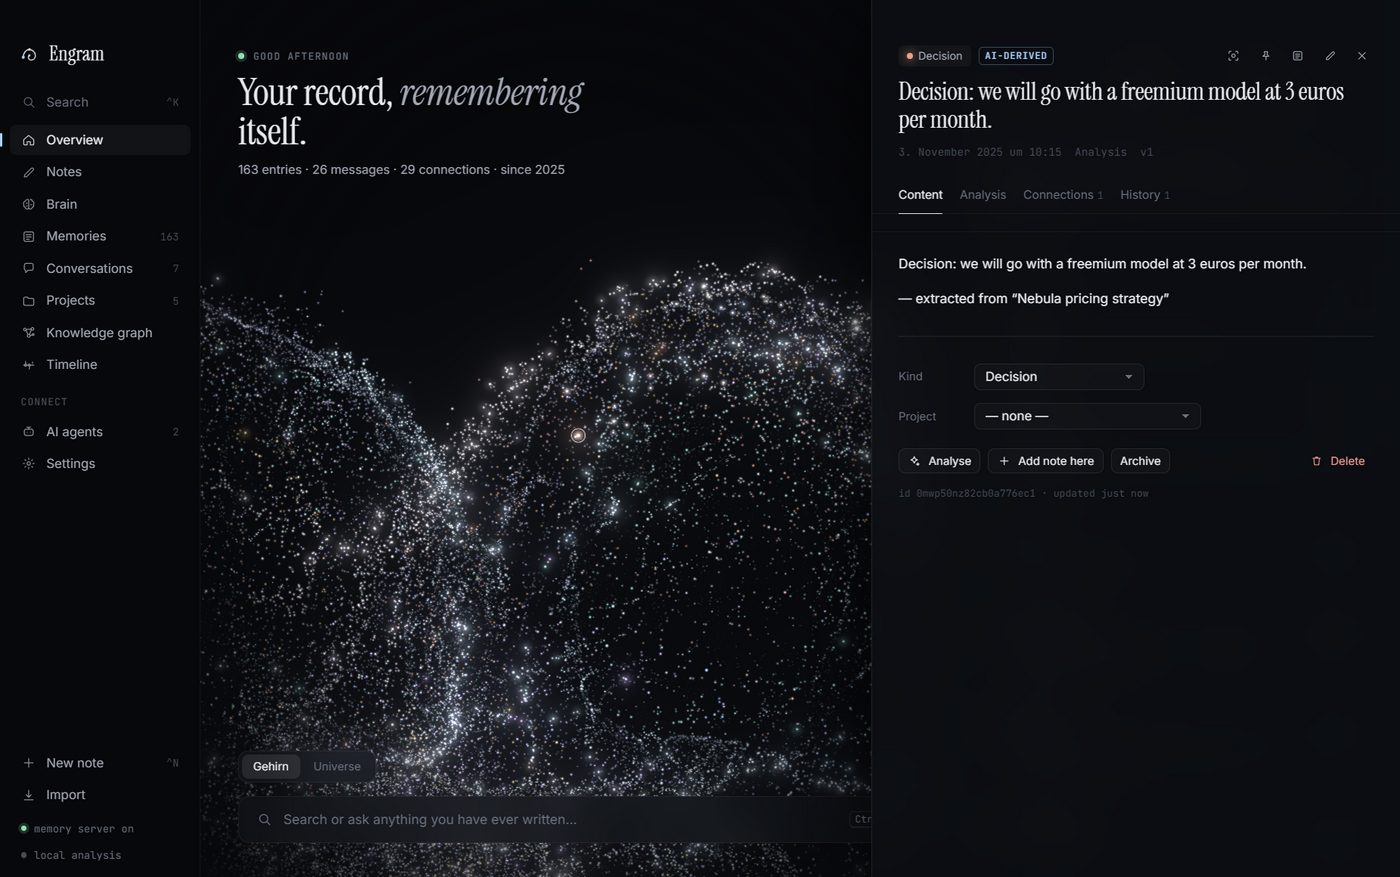 Engram
Search ^K
Overview
Notes
Brain
Memories 163
Conversations 7
Projects 5
Knowledge graph
Timeline
CONNECT
AI agents 2
Settings
New note ^N
Import
memory server on
local analysis
GOOD AFTERNOON
Your record, remembering
itself.
163 entries · 26 messages · 29 connections · since 2025
Gehirn Universe
Search or ask anything you have ever written...
Decision AI-DERIVED
Decision: we will go with a freemium model at 3 euros
per month.
3. November 2025 um 10:15 Analysis v1
Content Analysis Connections 1 History 1
Decision: we will go with a freemium model at 3 euros per month.
— extracted from “Nebula pricing strategy”
Kind Decision
Project — none —
Analyse Add note here Archive Delete
id 0mwp50nz82cb0a776ec1 · updated just now